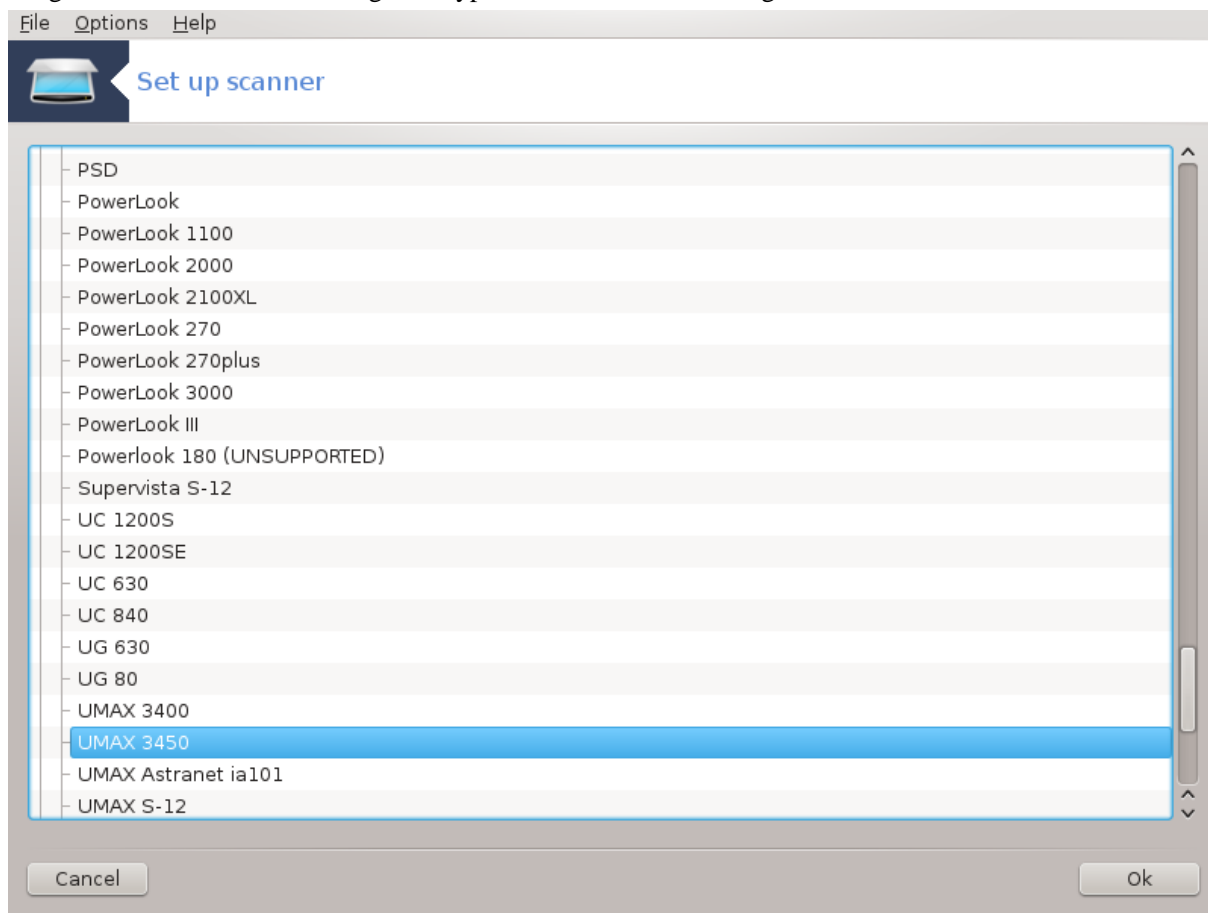 File Options Help
Set up scanner
PSD
PowerLook
PowerLook 1100
PowerLook 2000
PowerLook 2100XL
PowerLook 270
PowerLook 270plus
PowerLook 3000
PowerLook III
Powerlook 180 (UNSUPPORTED)
Supervista S-12
UC 1200S
UC 1200SE
UC 630
UC 840
UG 630
UG 80
UMAX 3400
UMAX 3450
UMAX Astranet ia101
UMAX S-12
Cancel Ok